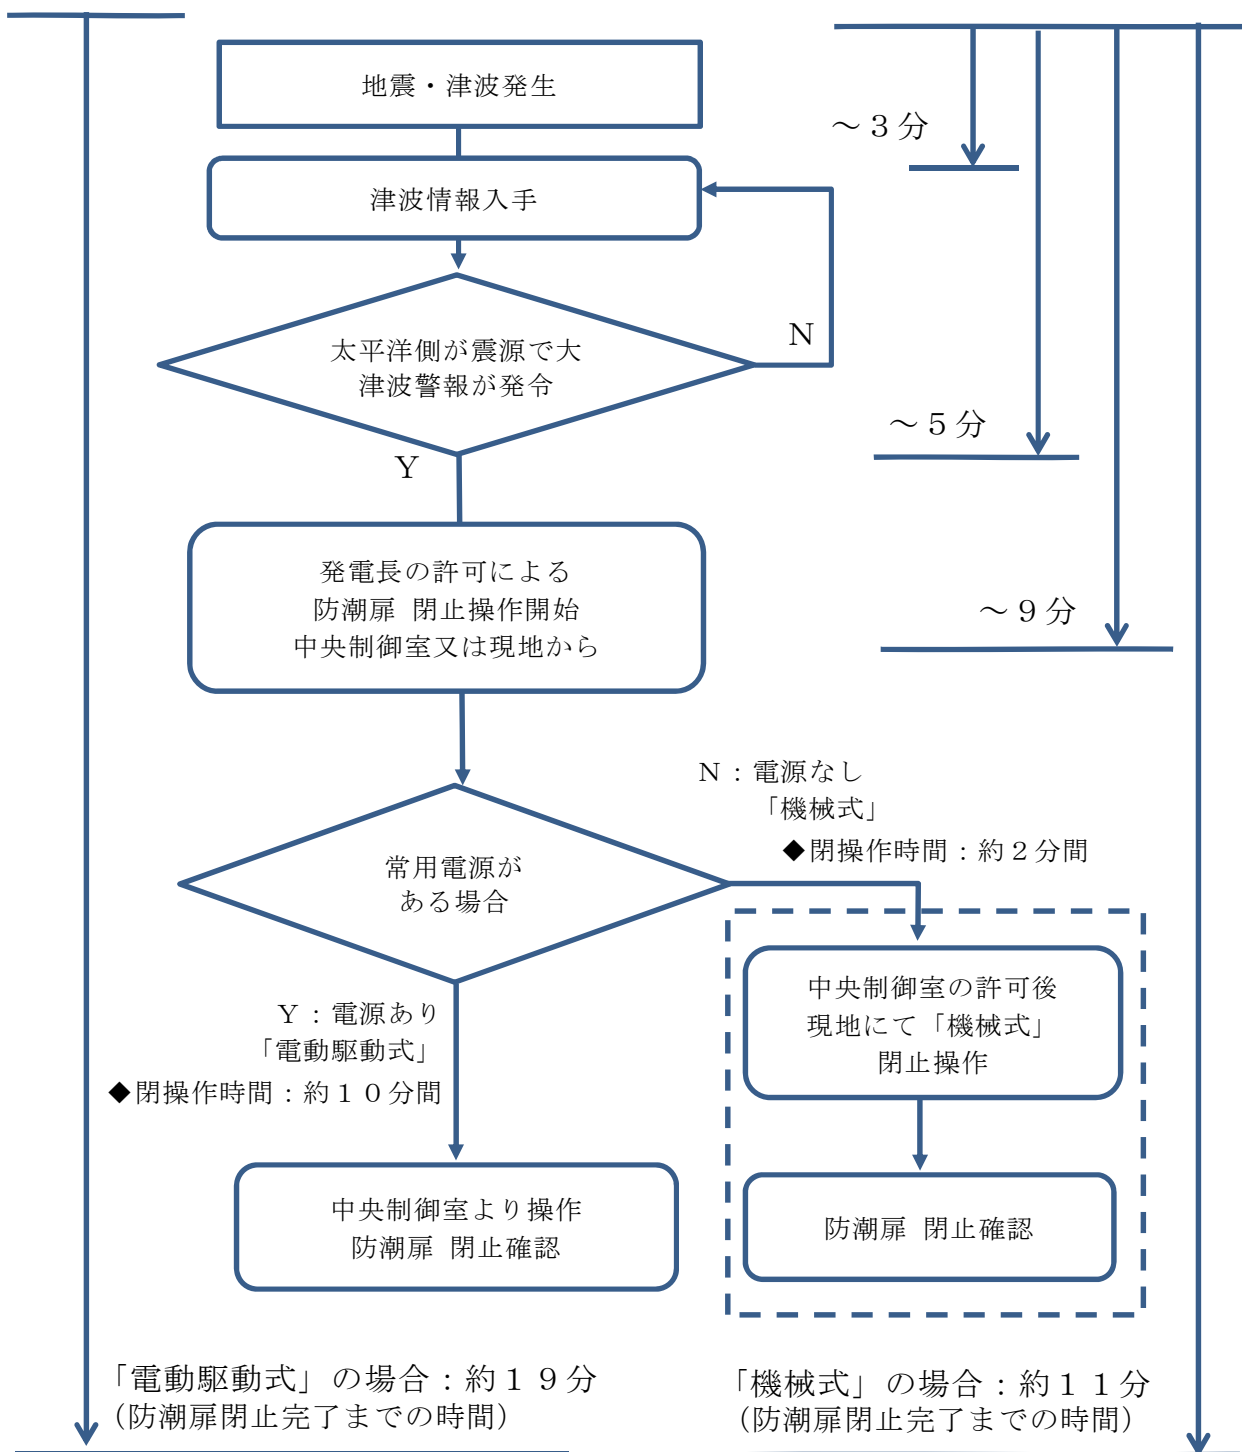 地震・津波発生
～３分
津波情報入手
太平洋側が震源で大
津波警報が発令
Ｎ
～５分
Ｙ
発電長の許可による
防潮扉 閉止操作開始
中央制御室又は現地から
～９分
Ｎ：電源なし
「機械式」
◆閉操作時間：約２分間
常用電源が
ある場合
中央制御室の許可後
現地にて「機械式」
閉止操作
Ｙ：電源あり
「電動駆動式」
◆閉操作時間：約１０分間
中央制御室より操作
防潮扉 閉止確認
防潮扉 閉止確認
「電動駆動式」の場合：約１９分
（防潮扉閉止完了までの時間）
「機械式」の場合：約１１分
（防潮扉閉止完了までの時間）